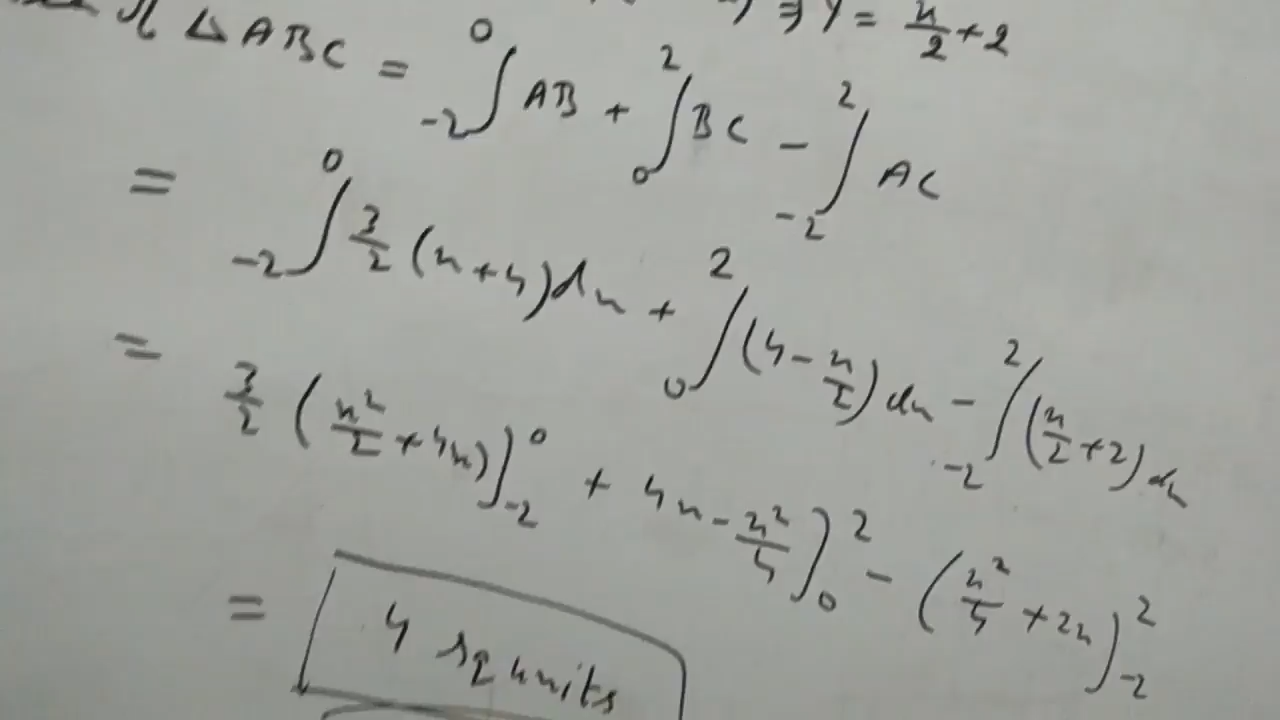 ⇒ Y = x/2 + 2
Δ ABC = ∫_{-2}^{0} AB + ∫_{0}^{2} BC - ∫_{-2}^{2} AC
= ∫_{-2}^{0} 3/2 (x+4) dx + ∫_{0}^{2} (4 - x/2) dx - ∫_{-2}^{2} (x/2 + 2) dx
= 3/2 (x²/2 + 4x)]_{-2}^{0} + 4x - x²/4)_{0}^{2} - (x²/4 + 2x)_{-2}^{2}
= 4 sq units